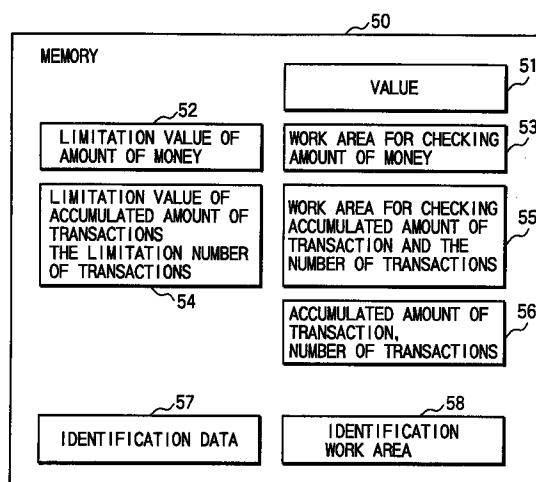 50
MEMORY
51
VALUE
52
LIMITATION VALUE OF
AMOUNT OF MONEY
53
WORK AREA FOR CHECKING
AMOUNT OF MONEY
LIMITATION VALUE OF
ACCUMULATED AMOUNT OF
TRANSACTIONS
THE LIMITATION NUMBER
OF TRANSACTIONS
54
WORK AREA FOR CHECKING
ACCUMULATED AMOUNT OF
TRANSACTION AND THE
NUMBER OF TRANSACTIONS
55
ACCUMULATED AMOUNT OF
TRANSACTION,
NUMBER OF TRANSACTIONS
56
57
IDENTIFICATION DATA
58
IDENTIFICATION
WORK AREA